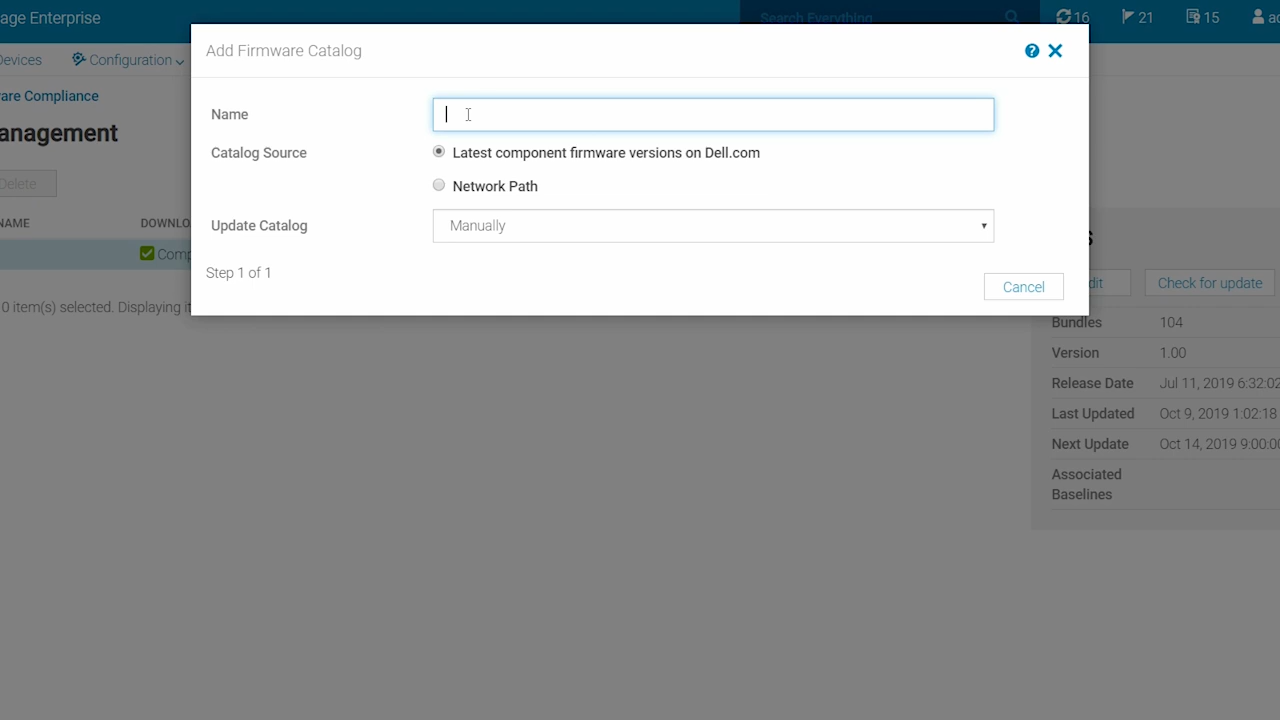 age Enterprise
Search Everything
16
21
15
Devices
Configuration
Add Firmware Catalog
are Compliance
anagement
Name
Catalog Source
Latest component firmware versions on Dell.com
Network Path
Delete
Update Catalog
Manually
NAME
DOWNLO
Comp
Step 1 of 1
Cancel
0 item(s) selected. Displaying it
s
dit
Check for update
Bundles 104
Version 1.00
Release Date Jul 11, 2019 6:32:02
Last Updated Oct 9, 2019 1:02:18
Next Update Oct 14, 2019 9:00:00
Associated
Baselines